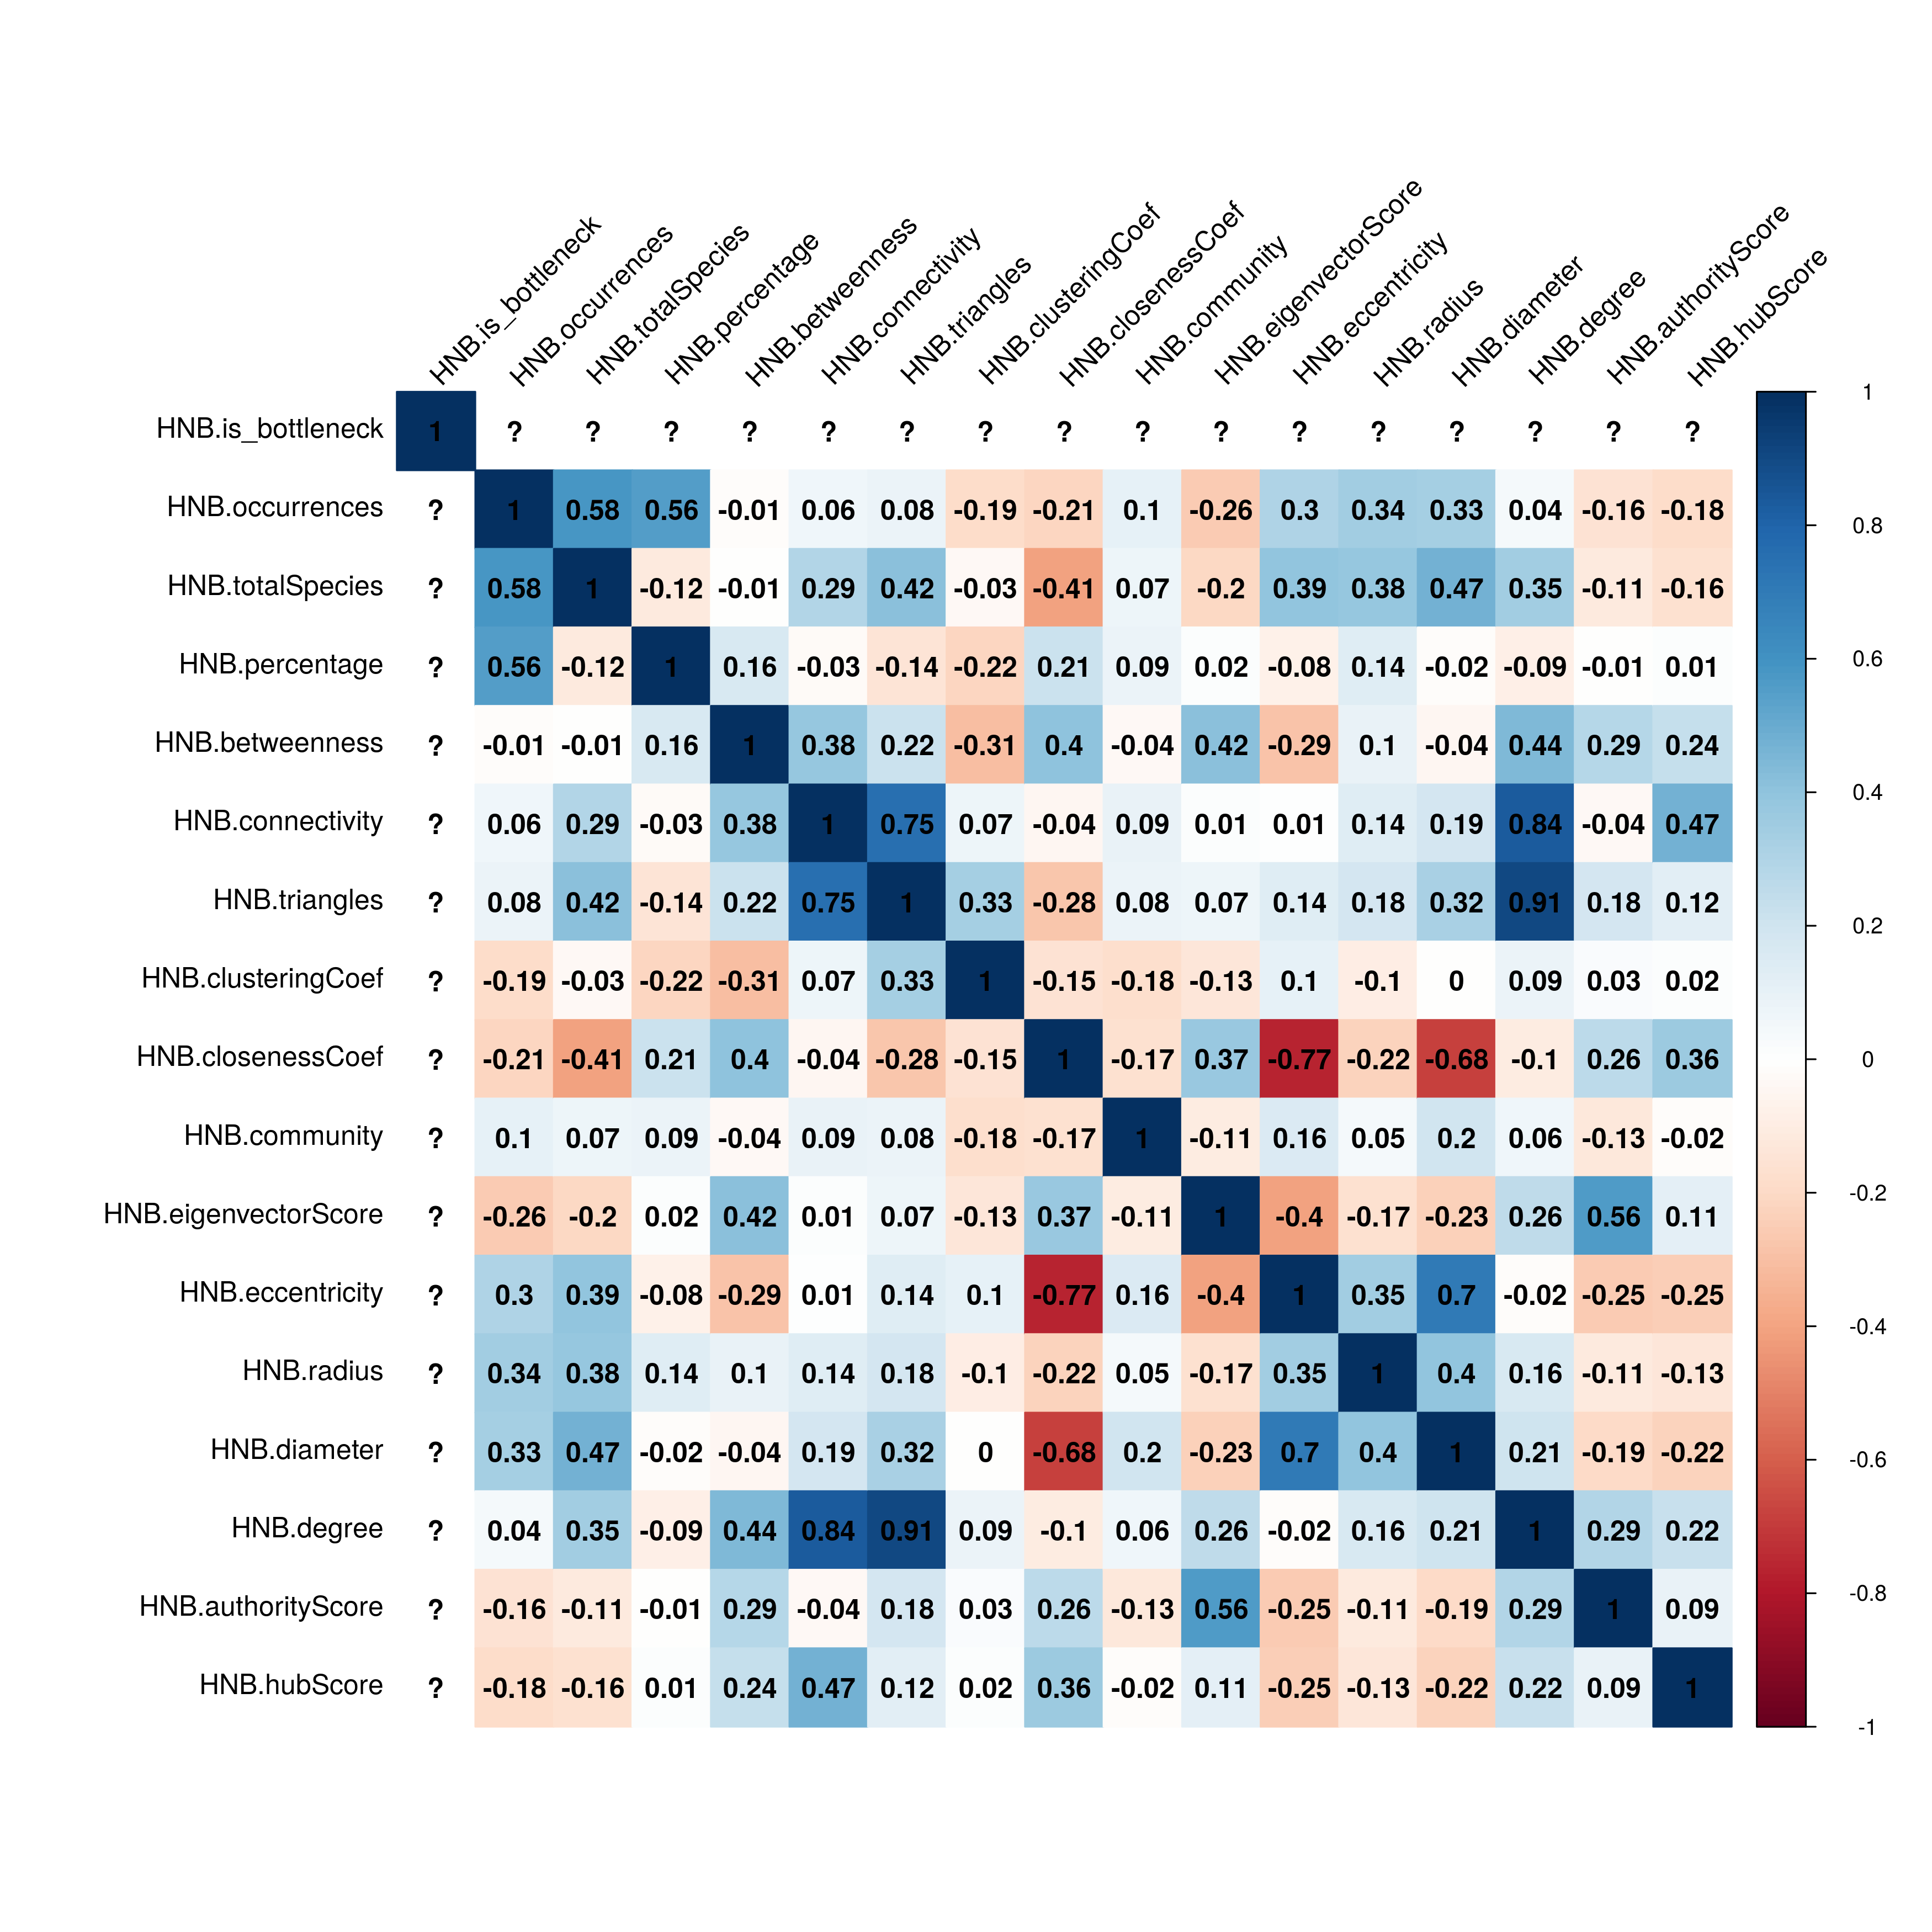 HNB.is_bottleneck
HNB.occurrences
HNB.totalSpecies
HNB.percentage
HNB.betweenness
HNB.connectivity
HNB.triangles
HNB.clusteringCoef
HNB.closenessCoef
HNB.community
HNB.eigenvectorScore
HNB.eccentricity
HNB.radius
HNB.diameter
HNB.degree
HNB.authorityScore
HNB.hubScore
HNB.is_bottleneck 1 ? ? ? ? ? ? ? ? ? ? ? ? ? ? ? ?
HNB.occurrences ? 1 0.58 0.56 -0.01 0.06 0.08 -0.19 -0.21 0.1 -0.26 0.3 0.34 0.33 0.04 -0.16 -0.18
HNB.totalSpecies ? 0.58 1 -0.12 -0.01 0.29 0.42 -0.03 -0.41 0.07 -0.2 0.39 0.38 0.47 0.35 -0.11 -0.16
HNB.percentage ? 0.56 -0.12 1 0.16 -0.03 -0.14 -0.22 0.21 0.09 0.02 -0.08 0.14 -0.02 -0.09 -0.01 0.01
HNB.betweenness ? -0.01 -0.01 0.16 1 0.38 0.22 -0.31 0.4 -0.04 0.42 -0.29 0.1 -0.04 0.44 0.29 0.24
HNB.connectivity ? 0.06 0.29 -0.03 0.38 1 0.75 0.07 -0.04 0.09 0.01 0.01 0.14 0.19 0.84 -0.04 0.47
HNB.triangles ? 0.08 0.42 -0.14 0.22 0.75 1 0.33 -0.28 0.08 0.07 0.14 0.18 0.32 0.91 0.18 0.12
HNB.clusteringCoef ? -0.19 -0.03 -0.22 -0.31 0.07 0.33 1 -0.15 -0.18 -0.13 0.1 -0.1 0 0.09 0.03 0.02
HNB.closenessCoef ? -0.21 -0.41 0.21 0.4 -0.04 -0.28 -0.15 1 -0.17 0.37 -0.77 -0.22 -0.68 -0.1 0.26 0.36
HNB.community ? 0.1 0.07 0.09 -0.04 0.09 0.08 -0.18 -0.17 1 -0.11 0.16 0.05 0.2 0.06 -0.13 -0.02
HNB.eigenvectorScore ? -0.26 -0.2 0.02 0.42 0.01 0.07 -0.13 0.37 -0.11 1 -0.4 -0.17 -0.23 0.26 0.56 0.11
HNB.eccentricity ? 0.3 0.39 -0.08 -0.29 0.01 0.14 0.1 -0.77 0.16 -0.4 1 0.35 0.7 -0.02 -0.25 -0.25
HNB.radius ? 0.34 0.38 0.14 0.1 0.14 0.18 -0.1 -0.22 0.05 -0.17 0.35 1 0.4 0.16 -0.11 -0.13
HNB.diameter ? 0.33 0.47 -0.02 -0.04 0.19 0.32 0 -0.68 0.2 -0.23 0.7 0.4 1 0.21 -0.19 -0.22
HNB.degree ? 0.04 0.35 -0.09 0.44 0.84 0.91 0.09 -0.1 0.06 0.26 -0.02 0.16 0.21 1 0.29 0.22
HNB.authorityScore ? -0.16 -0.11 -0.01 0.29 -0.04 0.18 0.03 0.26 -0.13 0.56 -0.25 -0.11 -0.19 0.29 1 0.09
HNB.hubScore ? -0.18 -0.16 0.01 0.24 0.47 0.12 0.02 0.36 -0.02 0.11 -0.25 -0.13 -0.22 0.22 0.09 1
1
0.8
0.6
0.4
0.2
0
-0.2
-0.4
-0.6
-0.8
-1